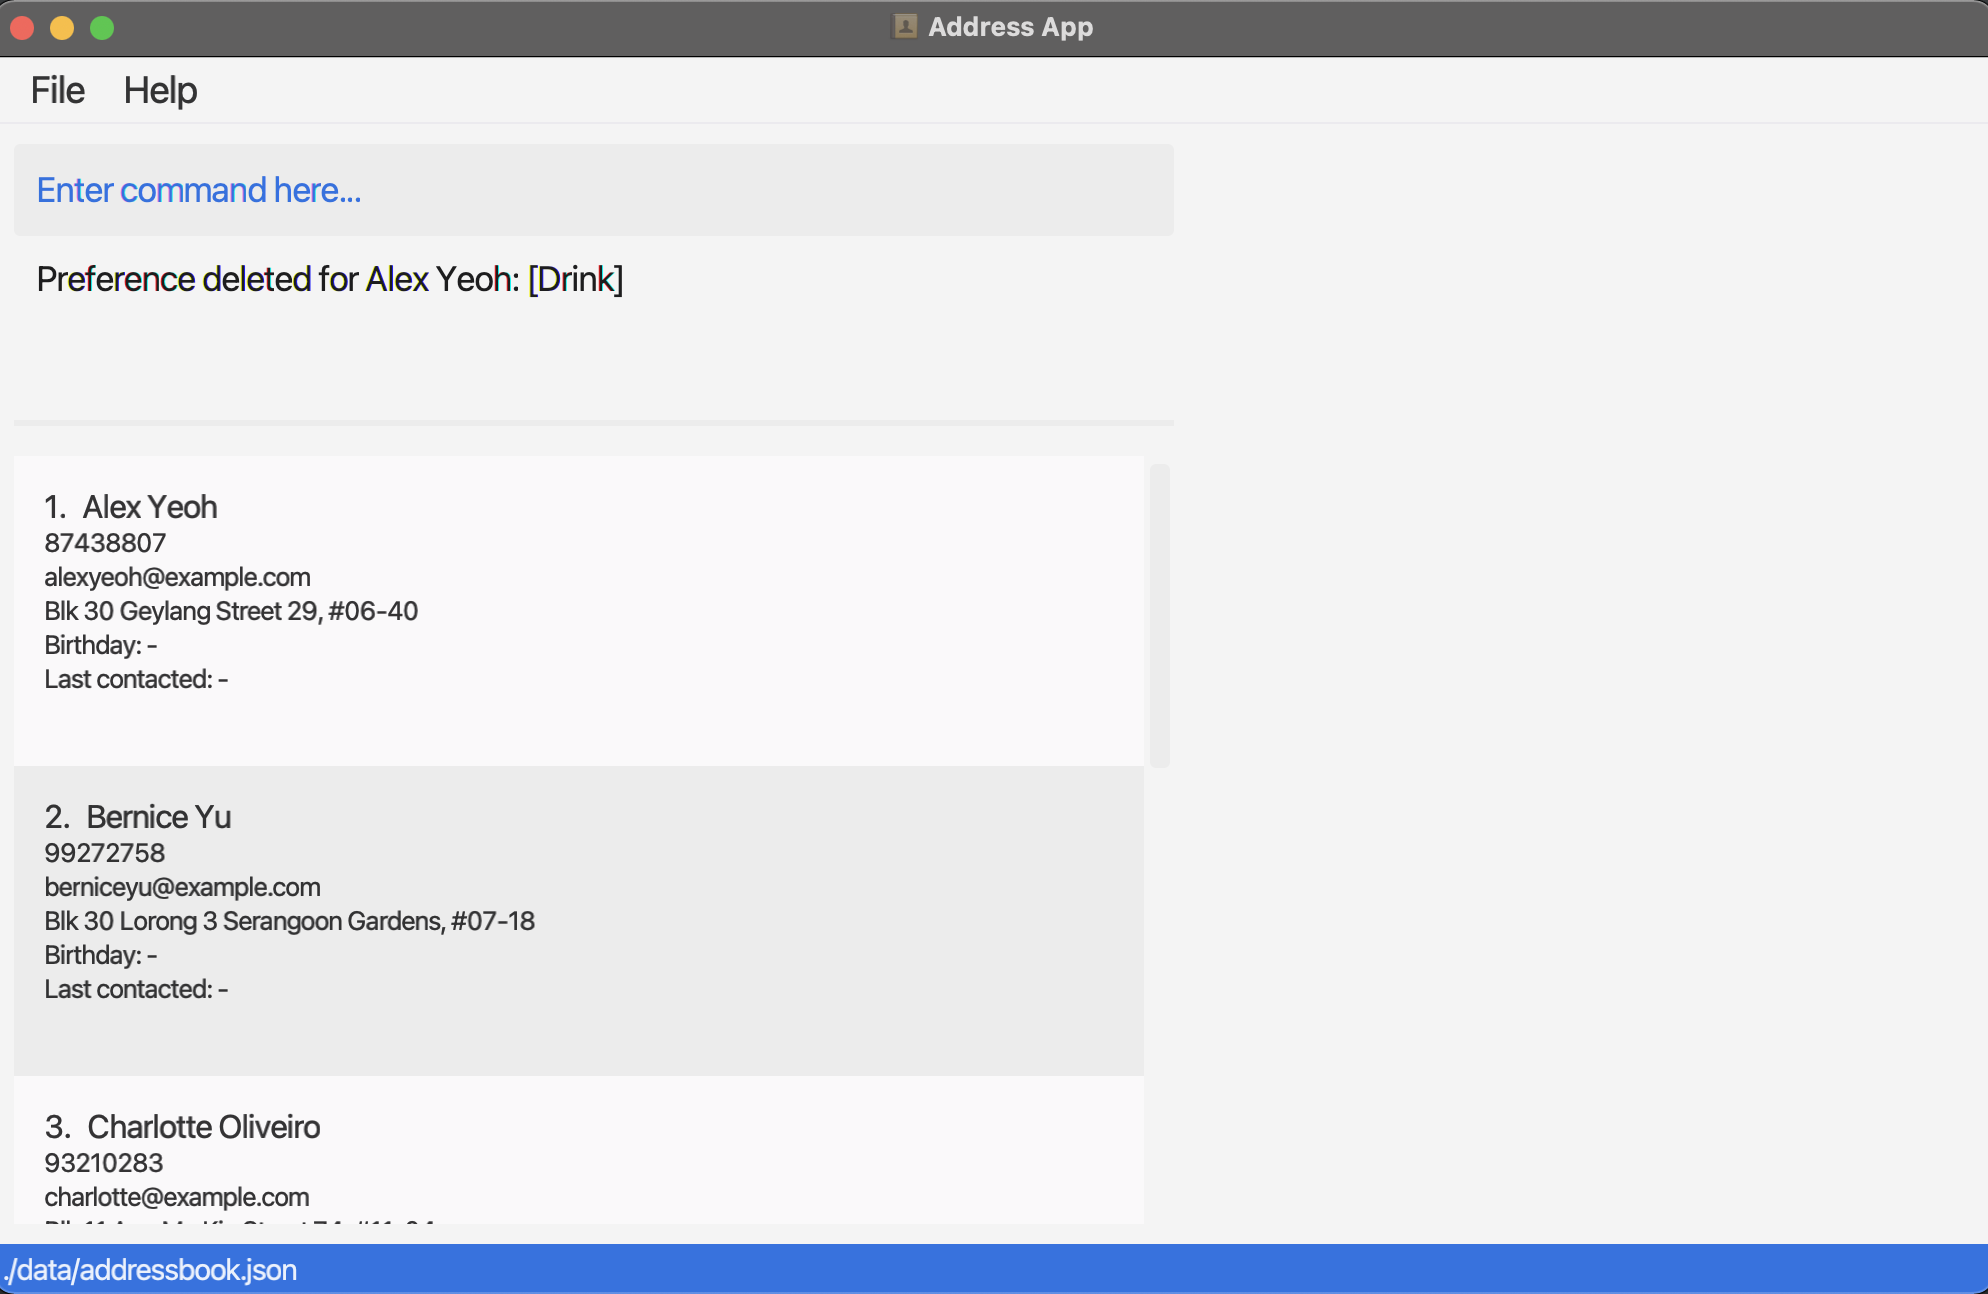 Address App
File Help
Enter command here...
Preference deleted for Alex Yeoh: [Drink]
1. Alex Yeoh
87438807
alexyeoh@example.com
Blk 30 Geylang Street 29, #06-40
Birthday: -
Last contacted: -
2. Bernice Yu
99272758
berniceyu@example.com
Blk 30 Lorong 3 Serangoon Gardens, #07-18
Birthday: -
Last contacted: -
3. Charlotte Oliveiro
93210283
charlotte@example.com
./data/addressbook.json